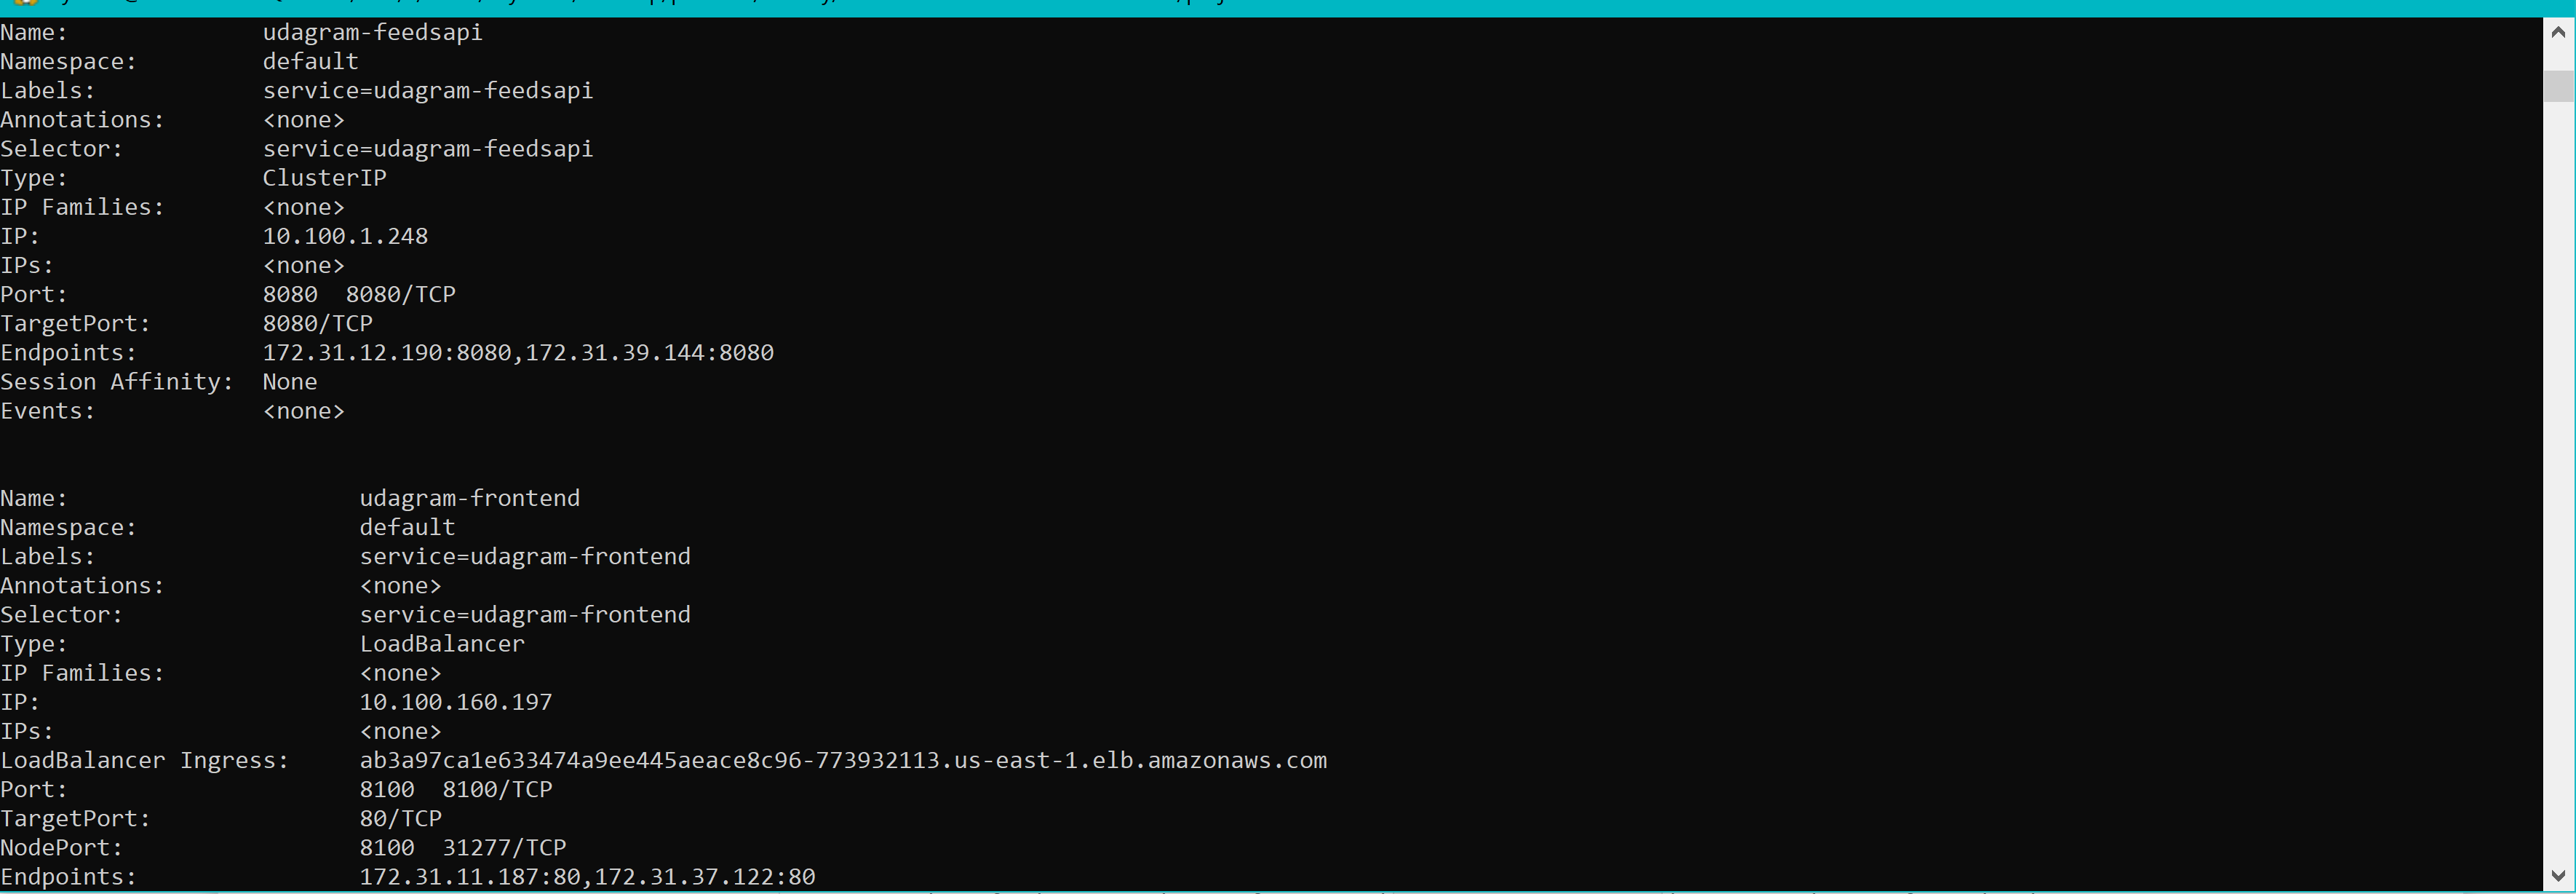 Name:               udagram-feedsapi
Namespace:          default
Labels:             service=udagram-feedsapi
Annotations:        <none>
Selector:           service=udagram-feedsapi
Type:               ClusterIP
IP Families:        <none>
IP:                 10.100.1.248
IPs:                <none>
Port:               8080  8080/TCP
TargetPort:         8080/TCP
Endpoints:          172.31.12.190:8080,172.31.39.144:8080
Session Affinity:   None
Events:             <none>
Name:                     udagram-frontend
Namespace:                default
Labels:                   service=udagram-frontend
Annotations:              <none>
Selector:                 service=udagram-frontend
Type:                     LoadBalancer
IP Families:              <none>
IP:                       10.100.160.197
IPs:                      <none>
LoadBalancer Ingress:     ab3a97ca1e633474a9ee445aeace8c96-773932113.us-east-1.elb.amazonaws.com
Port:                     8100  8100/TCP
TargetPort:               80/TCP
NodePort:                 8100  31277/TCP
Endpoints:                172.31.11.187:80,172.31.37.122:80